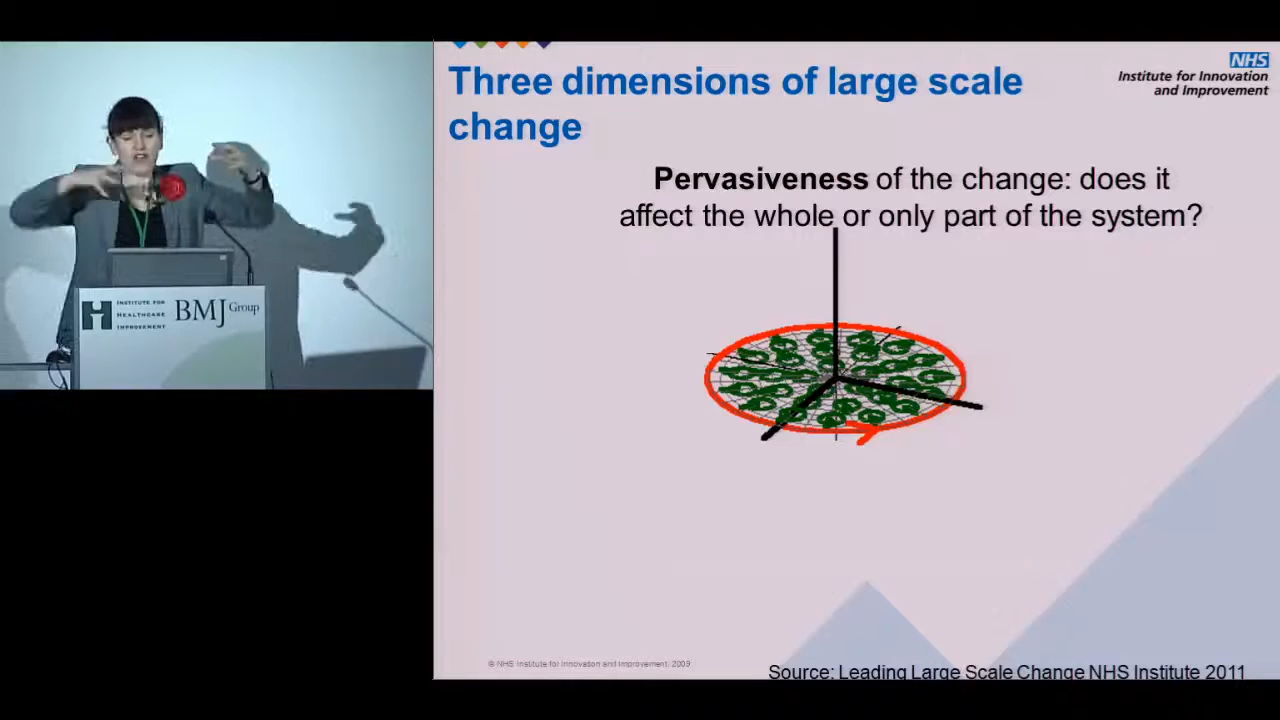 Three dimensions of large scale
change
NHS
Institute for Innovation
and Improvement
Pervasiveness of the change: does it
affect the whole or only part of the system?
INSTITUTE FOR
HEALTHCARE
IMPROVEMENT
BMJ Group
© NHS Institute for Innovation and Improvement, 2009
Source: Leading Large Scale Change NHS Institute 2011